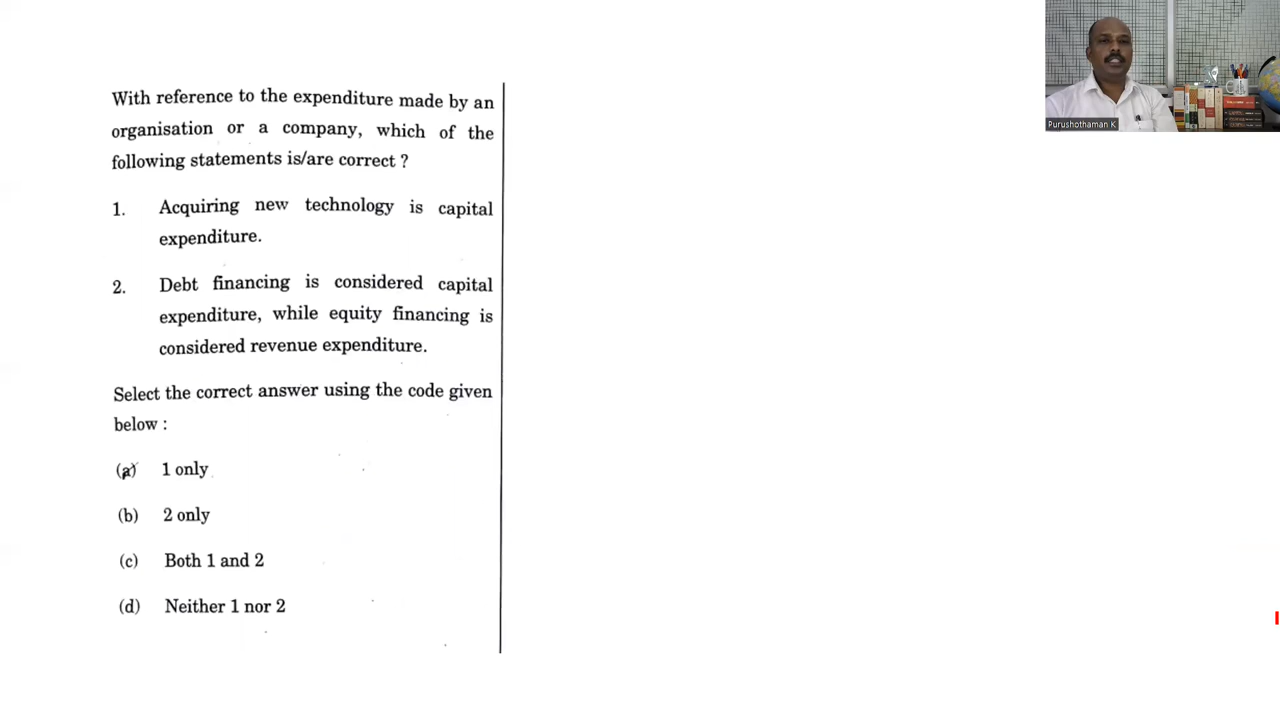 With reference to the expenditure made by an
organisation or a company, which of the
following statements is/are correct ?
1. Acquiring new technology is capital
expenditure.
2. Debt financing is considered capital
expenditure, while equity financing is
considered revenue expenditure.
Select the correct answer using the code given
below :
(a) 1 only
(b) 2 only
(c) Both 1 and 2
(d) Neither 1 nor 2
Purushothaman K